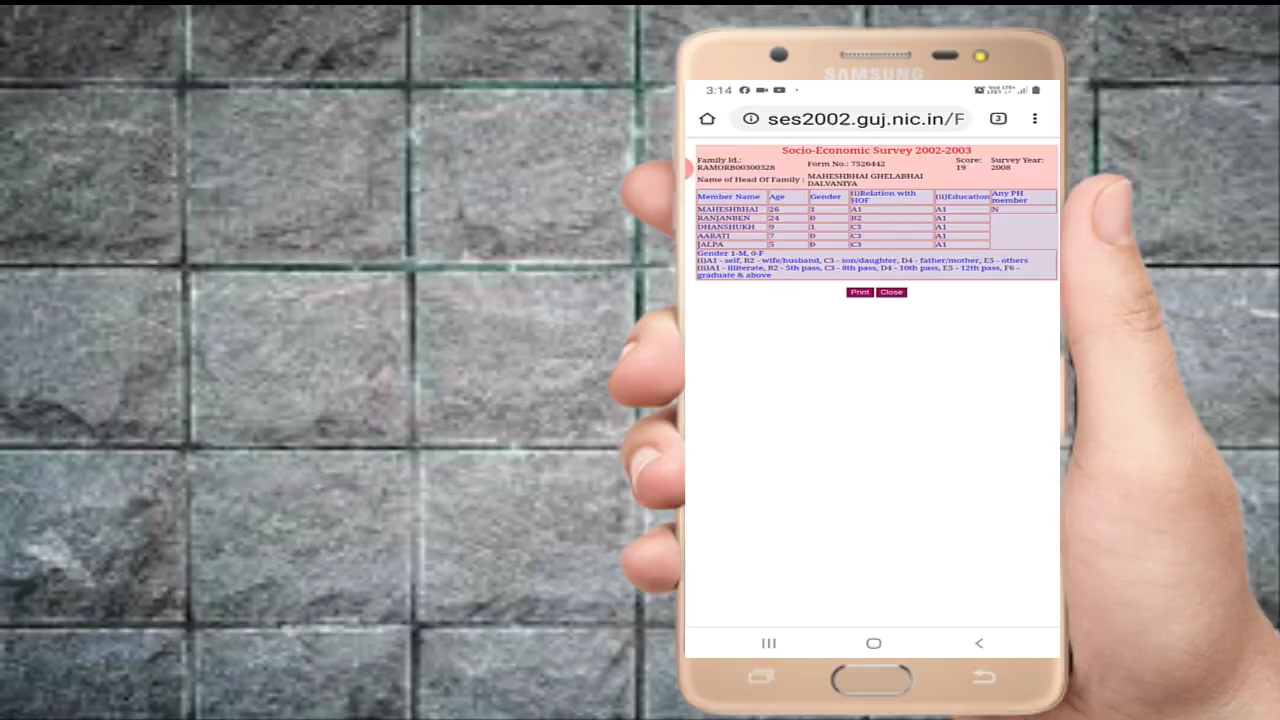 SAMSUNG
3:14
ses2002.guj.nic.in/F
3
Socio-Economic Survey 2002-2003
Family Id.: RAMORB00300328 Form No.: 7526442 Score: 19 Survey Year: 2008
Name of Head Of Family : MAHESHBHAI GHELABHAI DALVANIYA
Member Name Age Gender (i)Relation with HOF (ii)Education Any PH member
MAHESHBHAI 26 1 A1 A1 N
RANJANBEN 24 0 B2 A1
DHANSUKH 9 1 C3 A1
AARATI 7 0 C3 A1
JALPA 5 0 C3 A1
Gender 1-M, 0-F
(i)A1 - self, B2 - wife/husband, C3 - son/daughter, D4 - father/mother, E5 - others
(ii)A1 - illiterate, B2 - 5th pass, C3 - 8th pass, D4 - 10th pass, E5 - 12th pass, F6 -
graduate & above
Print Close